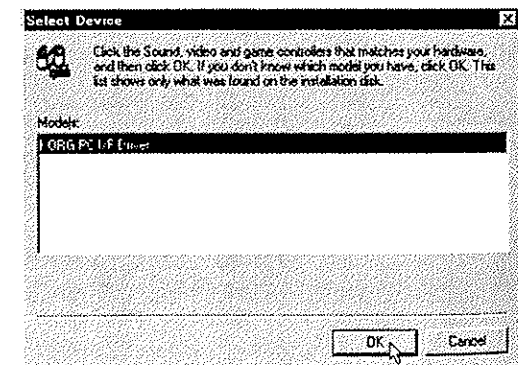 Select Device
Click the Sound, video and game controllers that matches your hardware,
and then click OK. If you don't know which model you have, click OK. This
list shows only what was found on the installation disk.
Models:
KORG PC I/F Driver
OK
Cancel